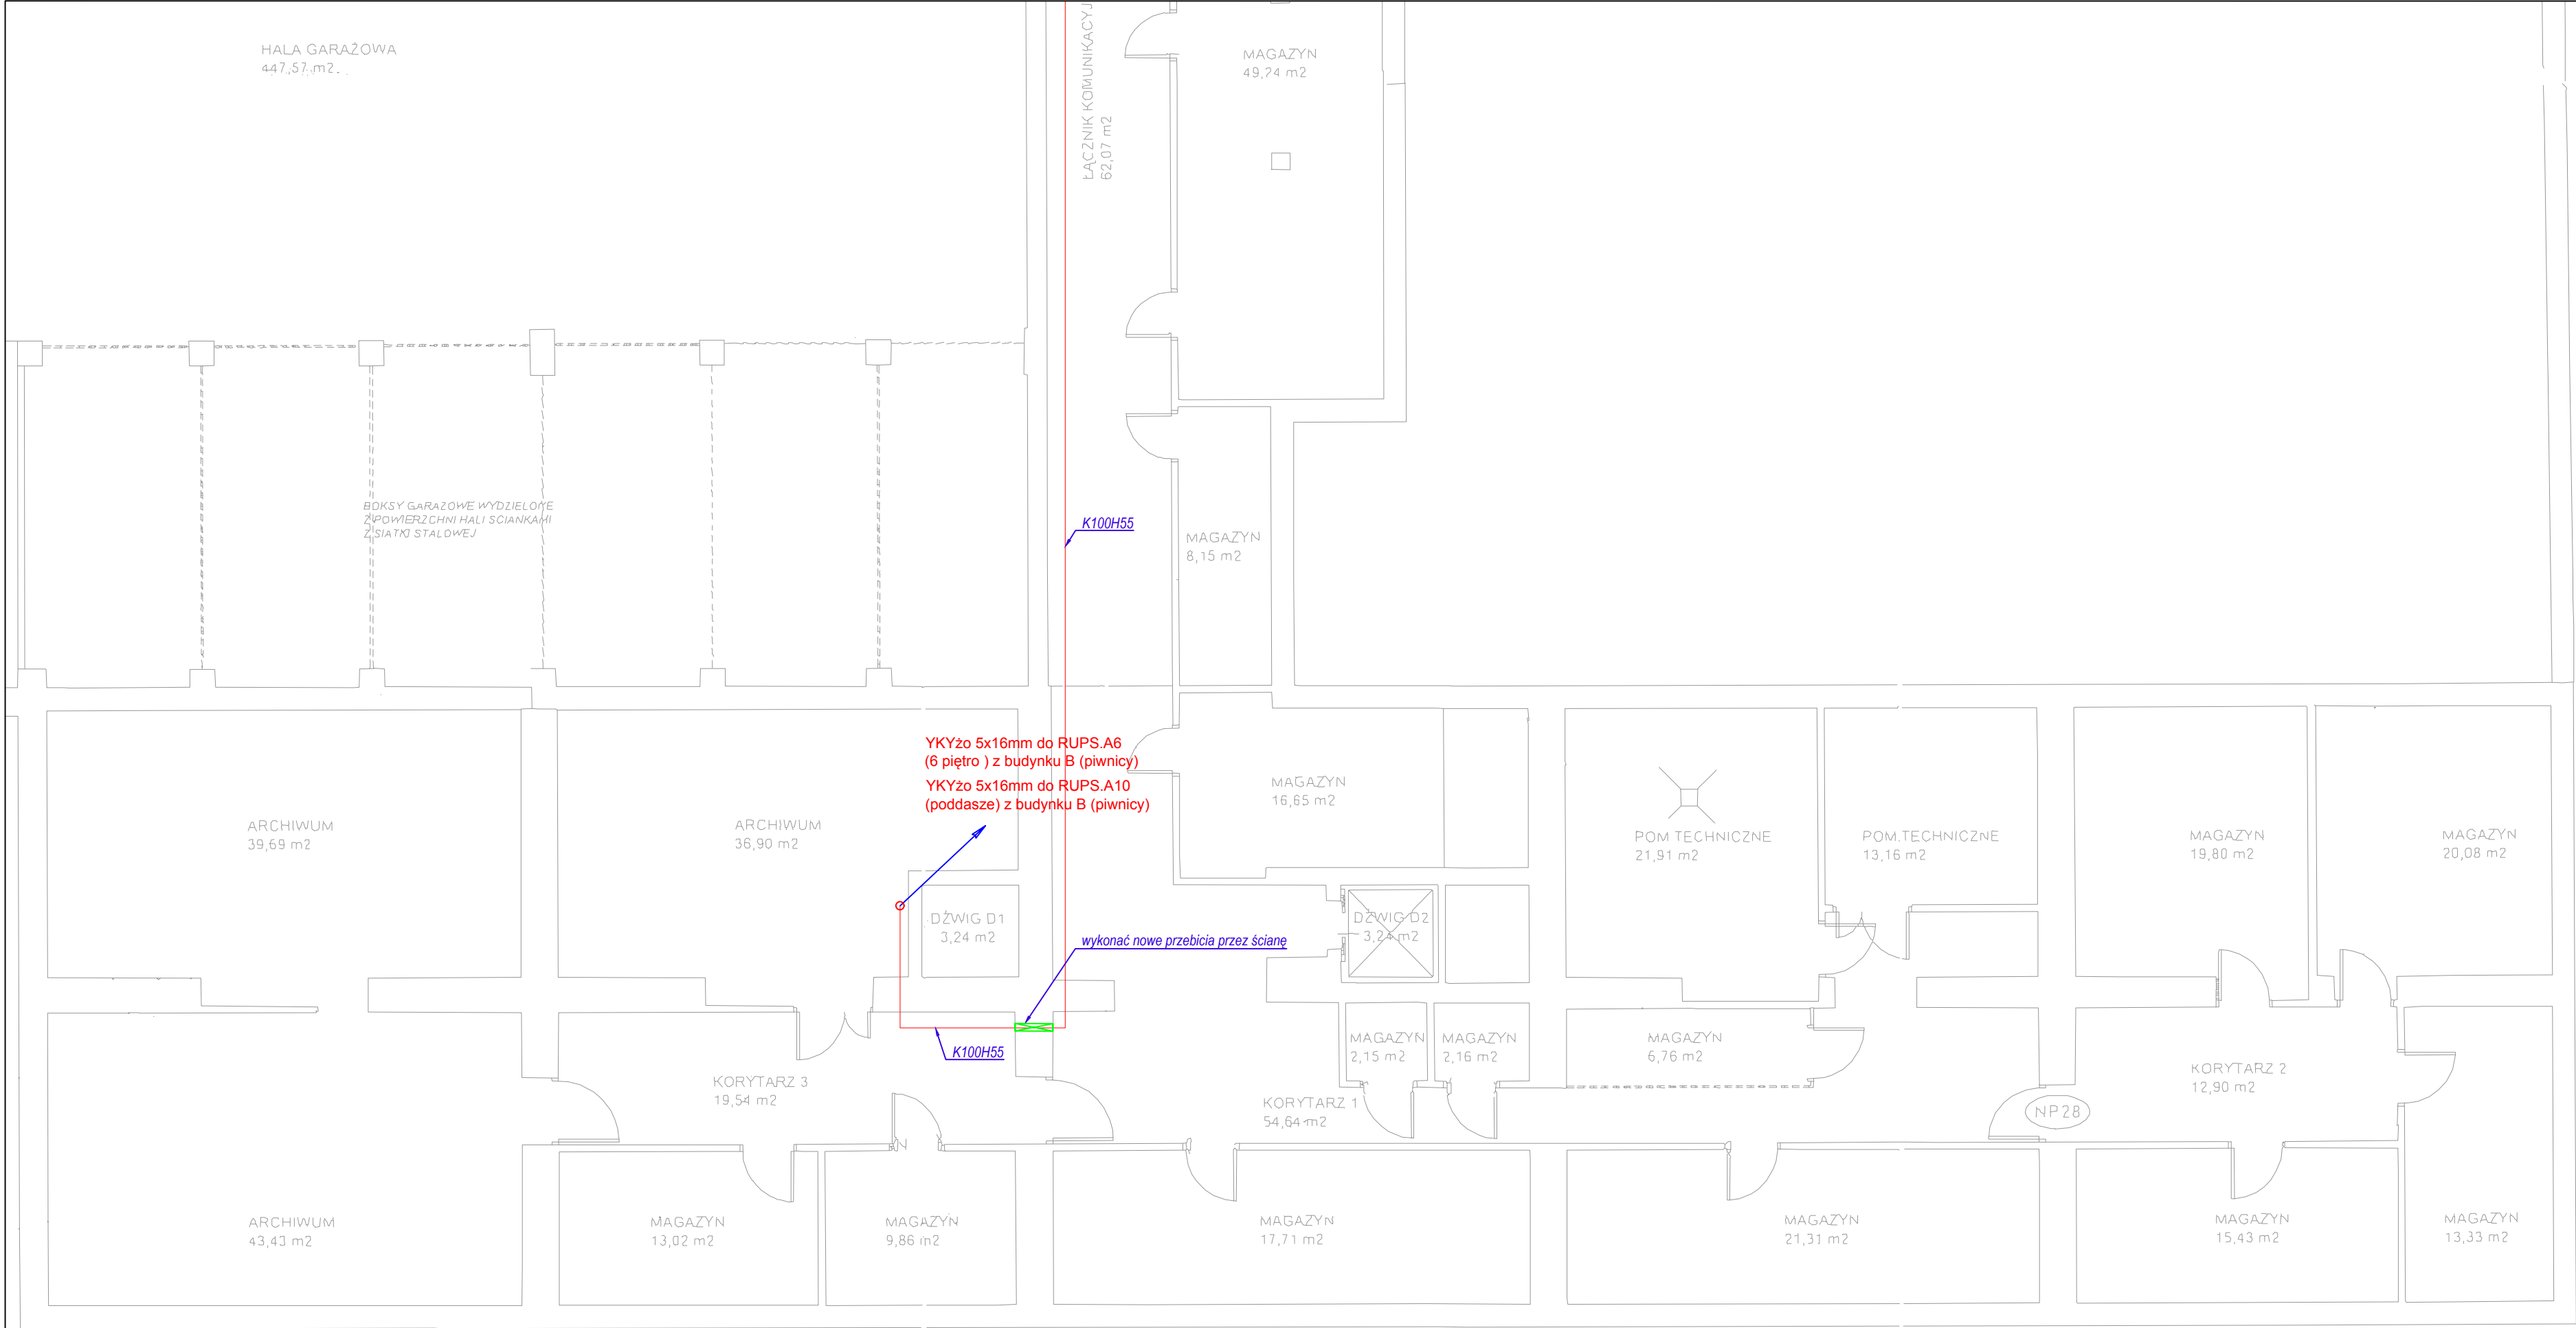 HALA GARAŻOWA
447,57 m2
ŁĄCZNIK KOMUNIKACYJ
62,07 m2
MAGAZYN
49,74 m2
BOKSY GARAŻOWE WYDZIELONE
Z POWIERZCHNI HALI ŚCIANKAMI
Z SIATKI STALOWEJ
K100H55
MAGAZYN
8,15 m2
YKYżo 5x16mm do RUPS.A6
(6 piętro ) z budynku B (piwnicy)
YKYżo 5x16mm do RUPS.A10
(poddasze) z budynku B (piwnicy)
ARCHIWUM
39,69 m2
ARCHIWUM
36,90 m2
MAGAZYN
16,65 m2
POM TECHNICZNE
21,91 m2
POM.TECHNICZNE
13,16 m2
MAGAZYN
19,80 m2
MAGAZYN
20,08 m2
DŹWIG D1
3,24 m2
DŹWIG D2
3,24 m2
wykonać nowe przebicia przez ścianę
K100H55
MAGAZYN
2,15 m2
MAGAZYN
2,16 m2
MAGAZYN
6,76 m2
KORYTARZ 3
19,54 m2
KORYTARZ 1
54,64 m2
KORYTARZ 2
12,90 m2
NP28
ARCHIWUM
43,43 m2
MAGAZYN
13,02 m2
MAGAZYN
9,86 m2
MAGAZYN
17,71 m2
MAGAZYN
21,31 m2
MAGAZYN
15,43 m2
MAGAZYN
13,33 m2